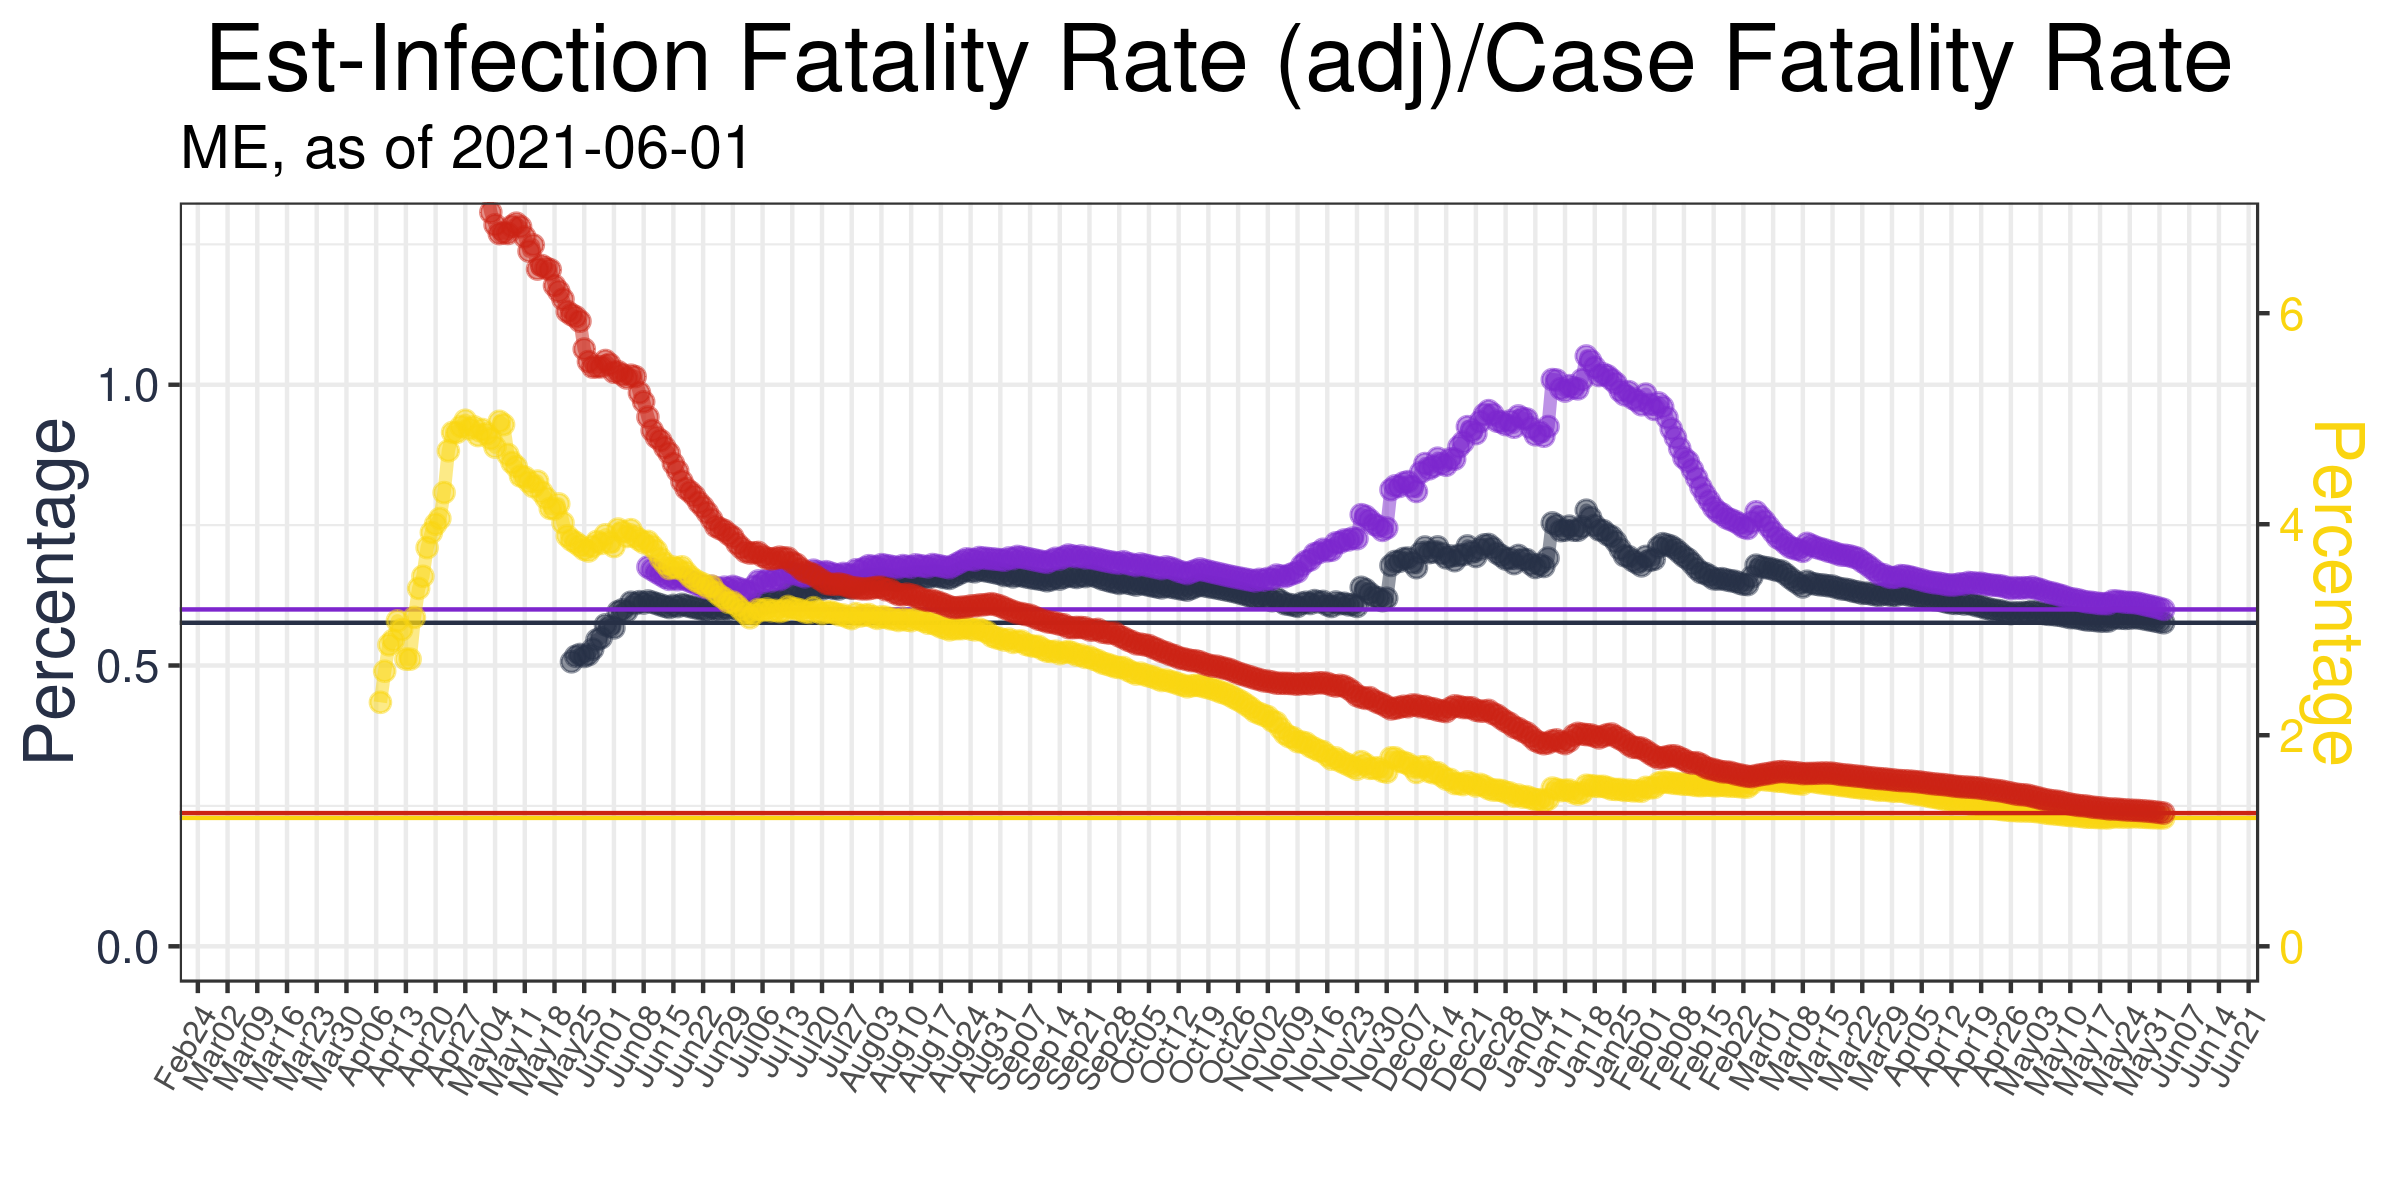 Est-Infection Fatality Rate (adj)/Case Fatality Rate
ME, as of 2021-06-01
Percentage
1.0
0.5
0.0
6
4
2
0
Percentage
Feb24
Mar02
Mar09
Mar16
Mar23
Mar30
Apr06
Apr13
Apr20
Apr27
May04
May11
May18
May25
Jun01
Jun08
Jun15
Jun22
Jun29
Jul06
Jul13
Jul20
Jul27
Aug03
Aug10
Aug17
Aug24
Aug31
Sep07
Sep14
Sep21
Sep28
Oct05
Oct12
Oct19
Oct26
Nov02
Nov09
Nov16
Nov23
Nov30
Dec07
Dec14
Dec21
Dec28
Jan04
Jan11
Jan18
Jan25
Feb01
Feb08
Feb15
Feb22
Mar01
Mar08
Mar15
Mar22
Mar29
Apr05
Apr12
Apr19
Apr26
May03
May10
May17
May24
May31
Jun07
Jun14
Jun21